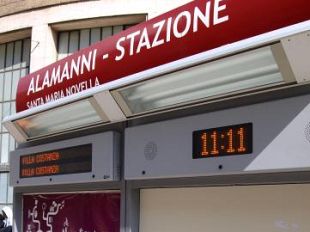 ALAMANNI - STAZIONE
SANTA MARIA NOVELLA
VILLA COSTANZA
VILLA COSTANZA
11:11